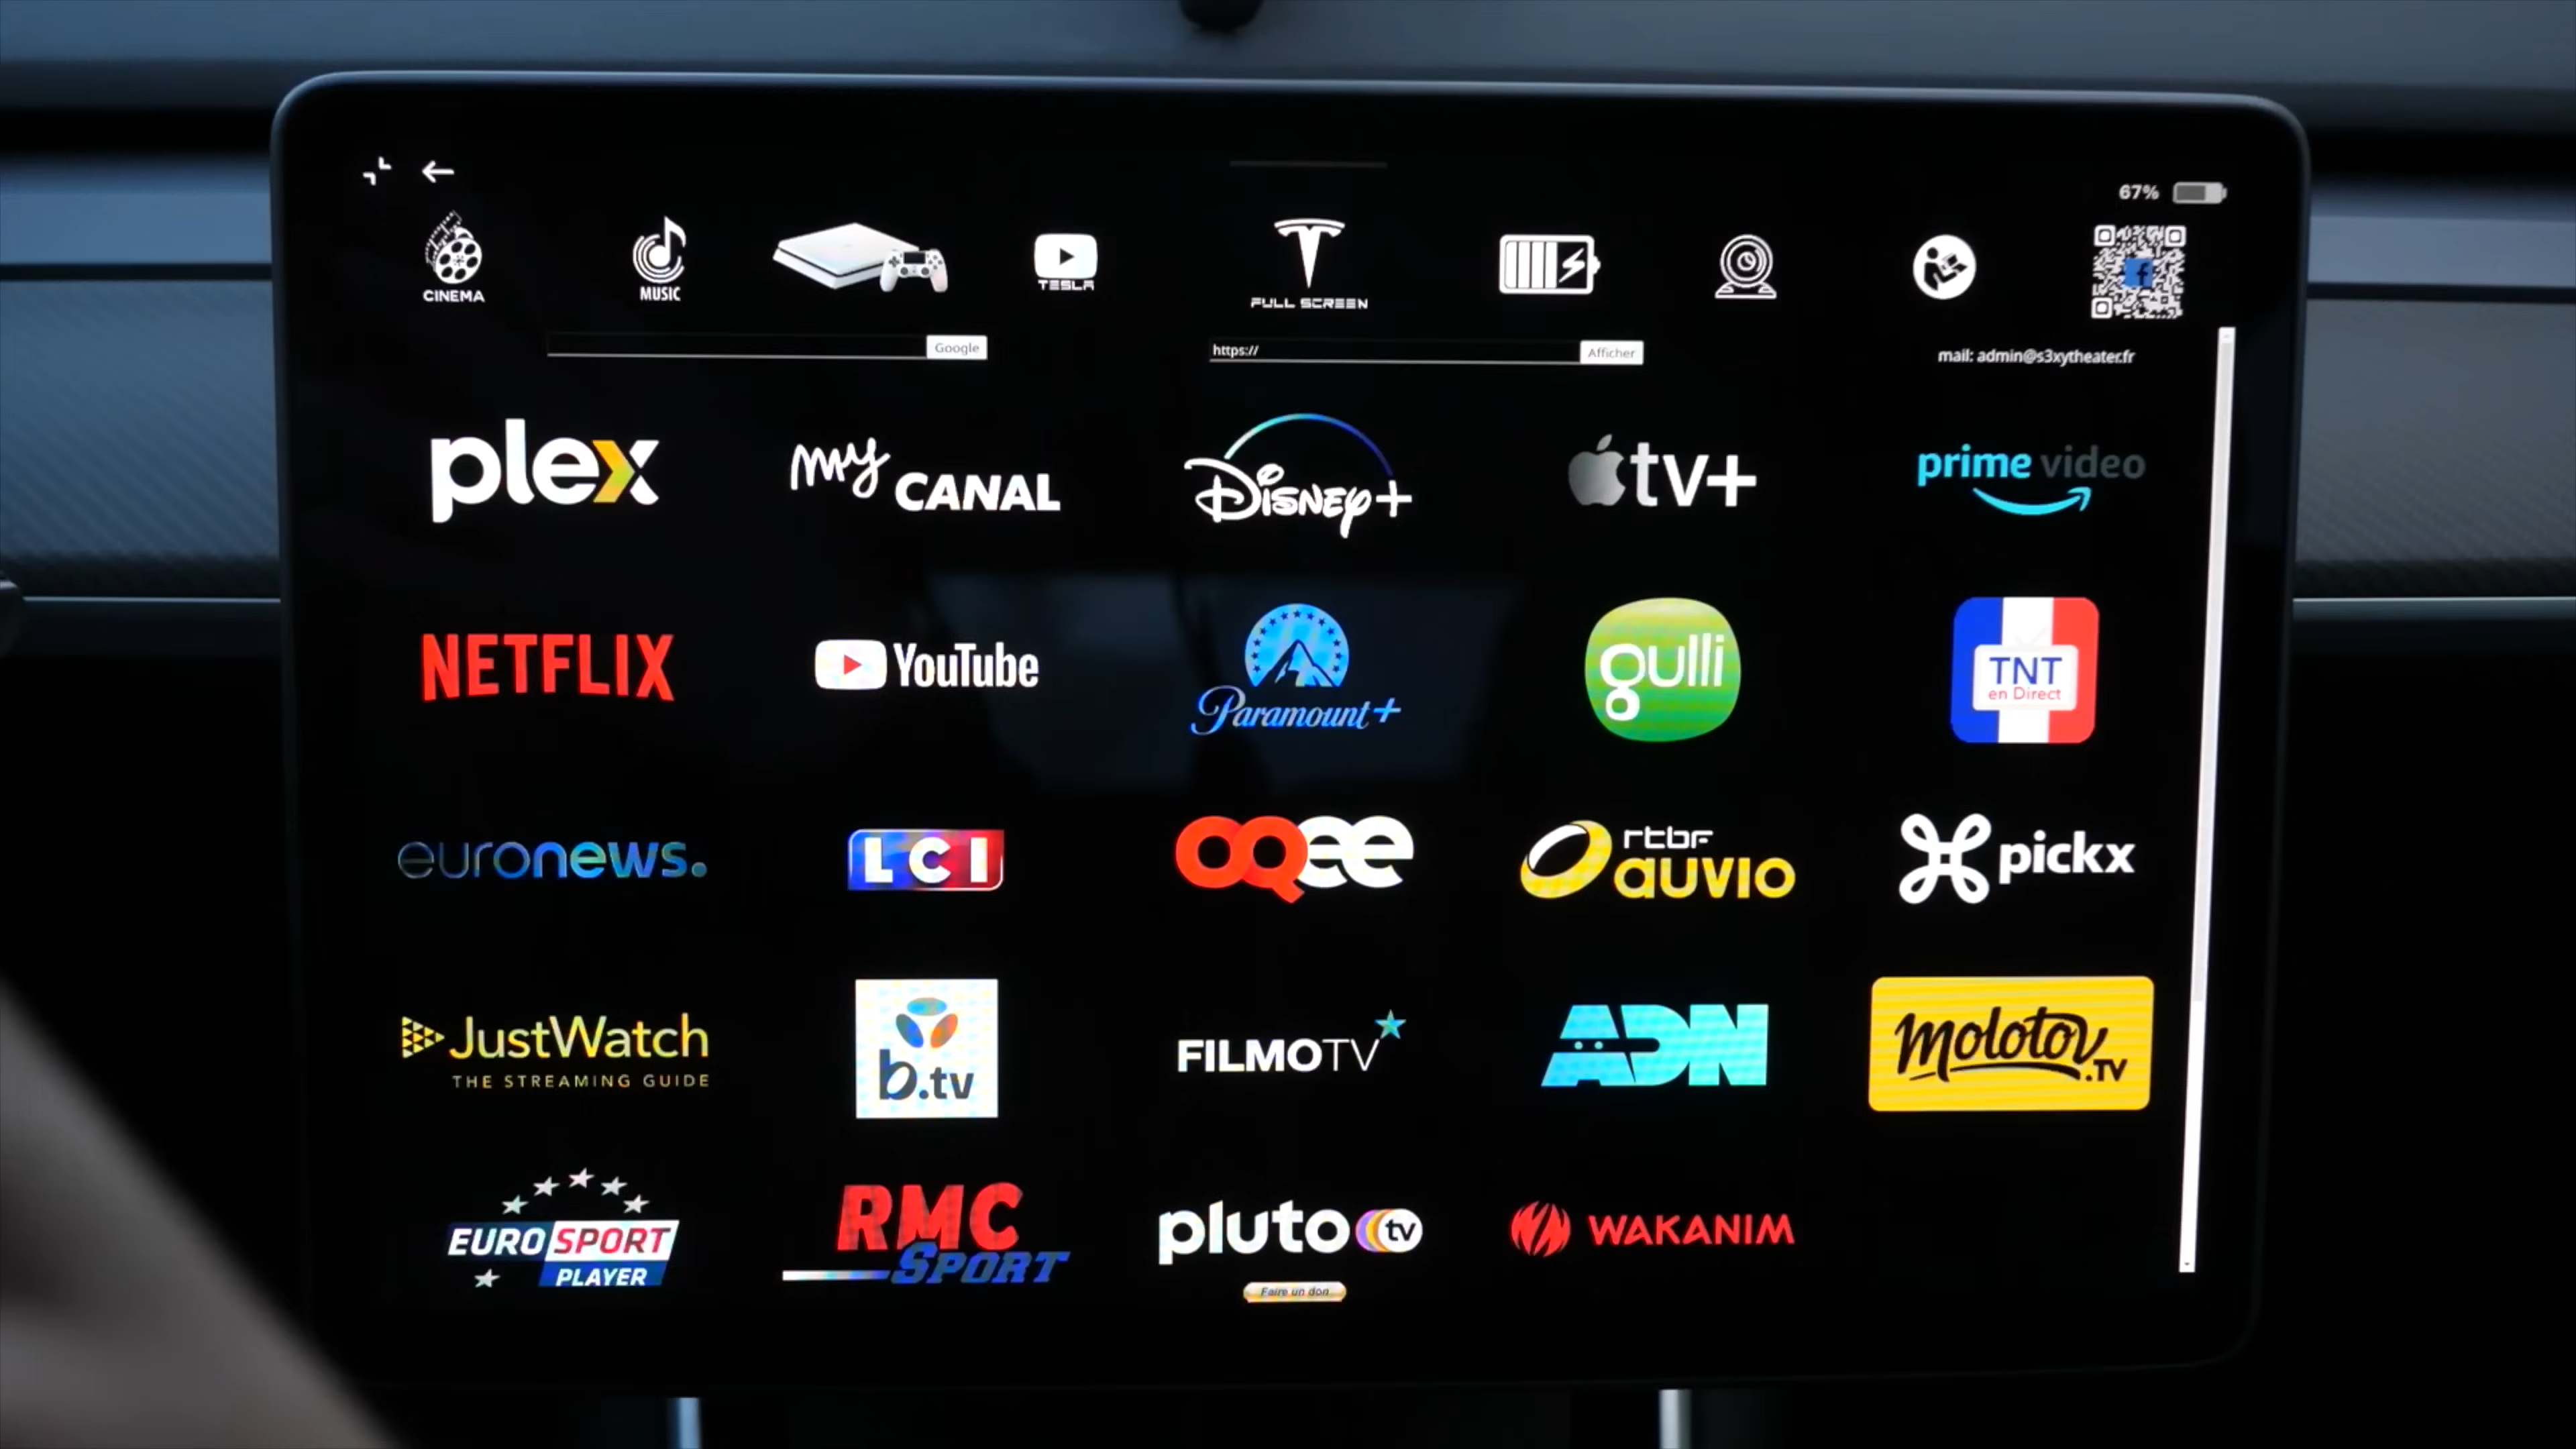 67%
CINEMA
MUSIC
TESLA
FULL SCREEN
Google
https://
Afficher
mail: admin@s3xytheater.fr
plex
my CANAL
Disney+
tv+
prime video
NETFLIX
YouTube
Paramount+
gulli
TNT
en Direct
euronews.
LCI
OQee
rtbf
auvio
pickx
JustWatch
THE STREAMING GUIDE
b.tv
FILMOTV
ADN
molotov.TV
EUROSPORT
PLAYER
RMC
SPORT
pluto tv
WAKANIM
Faire un don